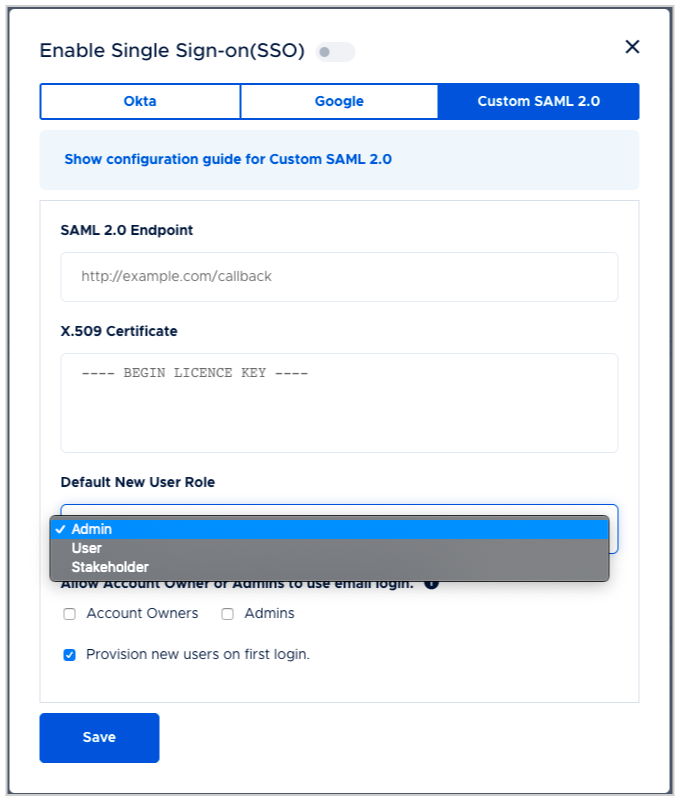 Enable Single Sign-on(SSO)
Okta
Google
Custom SAML 2.0
Show configuration guide for Custom SAML 2.0
SAML 2.0 Endpoint
http://example.com/callback
X.509 Certificate
---- BEGIN LICENCE KEY ----
Default New User Role
Admin
User
Stakeholder
Allow Account Owner or Admins to use email login.
Account Owners
Admins
Provision new users on first login.
Save